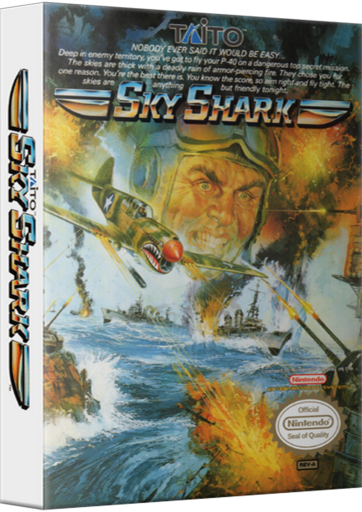 TAITO
NOBODY EVER SAID IT WOULD BE EASY.
Deep in enemy territory, you've got to fly your P-40 on a dangerous top secret mission.
The skies are thick with a deadly rain of armor-piercing fire. They chose you for
one reason. You're the best there is. You know the score, so aim right and fly tight. The
skies are anything but friendly tonight.
SKY SHARK
TAITO
SKY SHARK
Nintendo
Official
Nintendo
Seal of Quality
REV-A